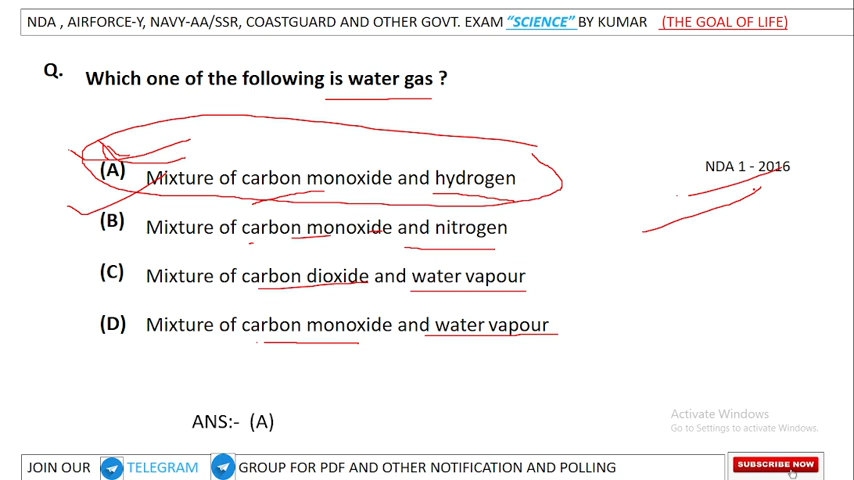 NDA , AIRFORCE-Y, NAVY-AA/SSR, COASTGUARD AND OTHER GOVT. EXAM “SCIENCE” BY KUMAR (THE GOAL OF LIFE)
Q. Which one of the following is water gas ?
(A) Mixture of carbon monoxide and hydrogen
NDA 1 - 2016
(B) Mixture of carbon monoxide and nitrogen
(C) Mixture of carbon dioxide and water vapour
(D) Mixture of carbon monoxide and water vapour
ANS:- (A)
Activate Windows
Go to Settings to activate Windows.
JOIN OUR TELEGRAM GROUP FOR PDF AND OTHER NOTIFICATION AND POLLING
SUBSCRIBE NOW